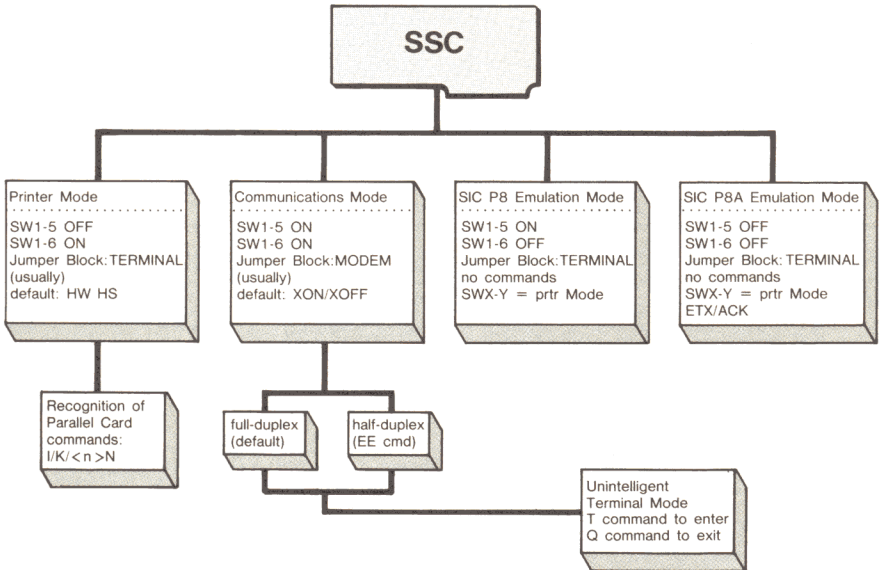 SSC
Printer Mode
SW1-5 OFF
SW1-6 ON
Jumper Block:TERMINAL
(usually)
default: HW HS
Communications Mode
SW1-5 ON
SW1-6 ON
Jumper Block:MODEM
(usually)
default: XON/XOFF
SIC P8 Emulation Mode
SW1-5 ON
SW1-6 OFF
Jumper Block:TERMINAL
no commands
SWX-Y = prtr Mode
SIC P8A Emulation Mode
SW1-5 OFF
SW1-6 OFF
Jumper Block:TERMINAL
no commands
SWX-Y = prtr Mode
ETX/ACK
Recognition of
Parallel Card
commands:
I/K/<n>N
full-duplex
(default)
half-duplex
(EE cmd)
Unintelligent
Terminal Mode
T command to enter
Q command to exit